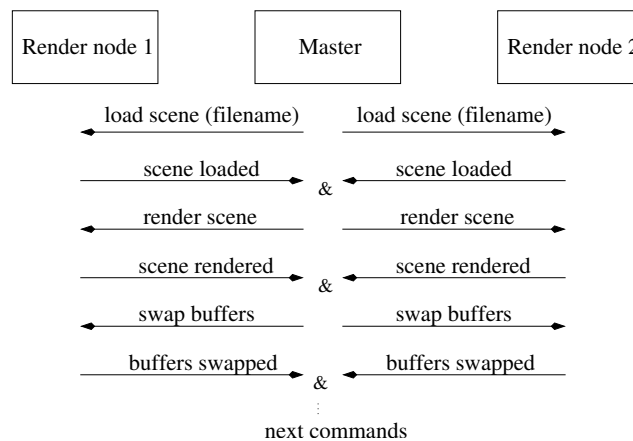 Render node 1 Master Render node 2
load scene (filename) load scene (filename)
scene loaded & scene loaded
render scene render scene
scene rendered & scene rendered
swap buffers swap buffers
buffers swapped & buffers swapped
next commands